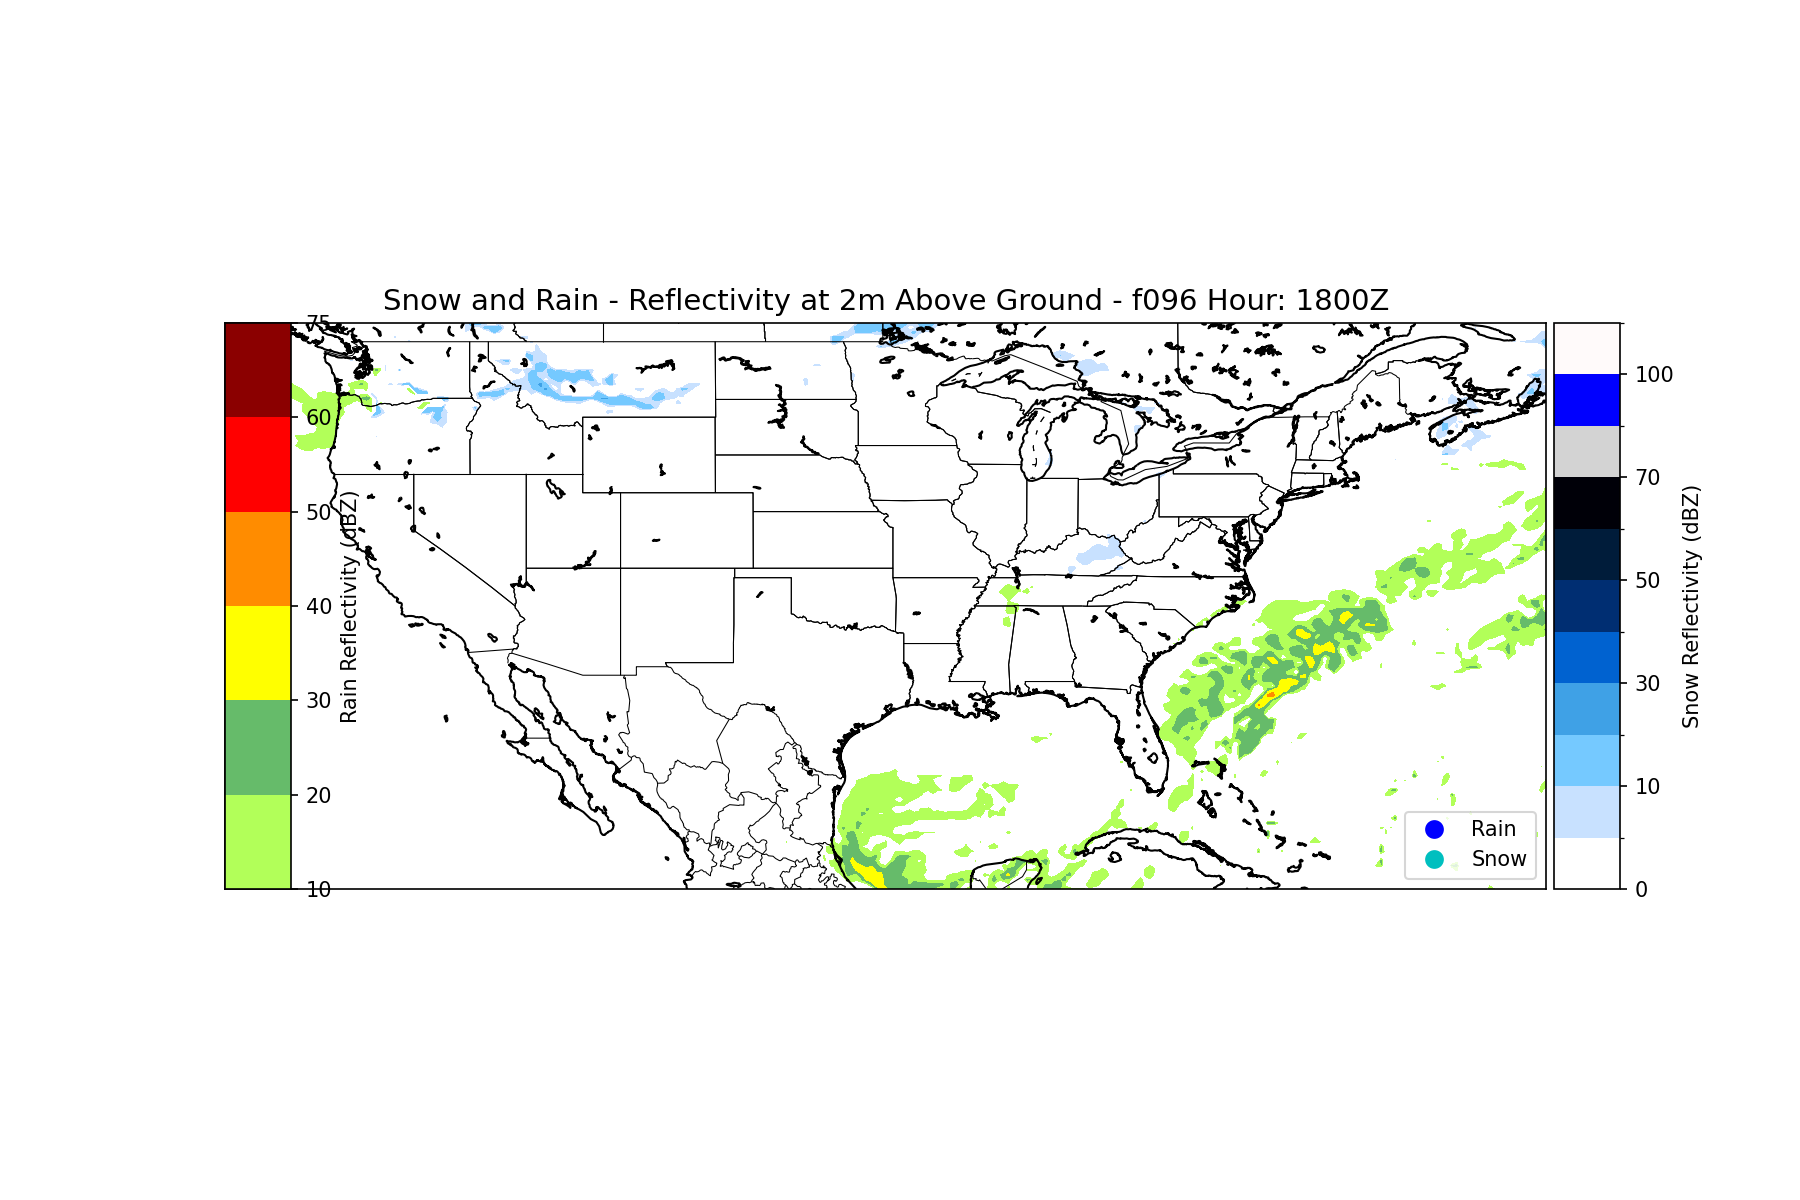 Snow and Rain - Reflectivity at 2m Above Ground - f096 Hour: 1800Z
75
60
50
40
30
20
10
Rain Reflectivity (dBZ)
Rain
Snow
100
70
50
30
10
0
Snow Reflectivity (dBZ)